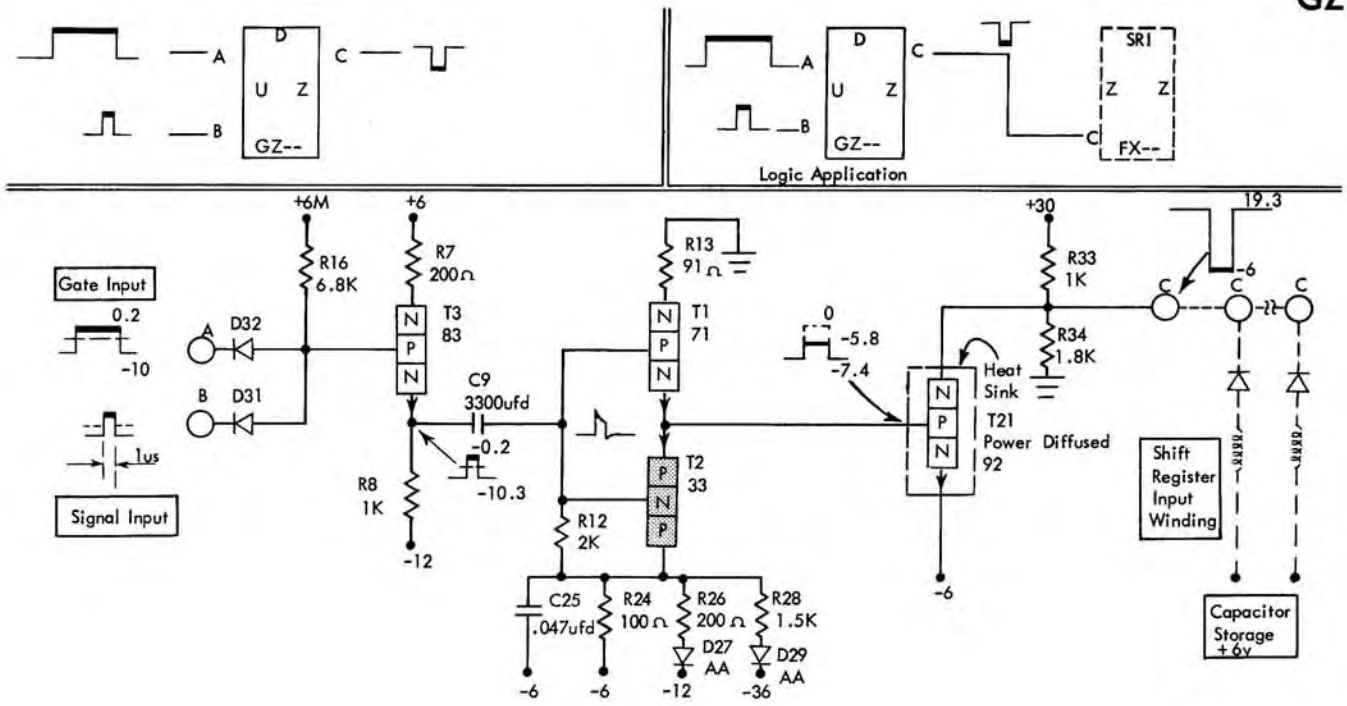 GZ
A
B
D
U Z
GZ--
C
A
B
D
U Z
GZ--
C
C
SRI
Z Z
FX--
Logic Application
+6M
+6
+30
19.3
-6
Gate Input
0.2
-10
1us
Signal Input
A
D32
B
D31
R16
6.8K
R7
200Ω
N
P
N
T3
83
C9
3300ufd
-0.2
-10.3
R8
1K
-12
R13
91Ω
N
P
N
T1
71
P
N
P
T2
33
R12
2K
C25
.047ufd
R24
100Ω
R26
200Ω
R28
1.5K
D27
AA
D29
AA
-6
-6
-12
-36
0
-5.8
-7.4
R33
1K
R34
1.8K
Heat
Sink
N
P
N
T21
Power Diffused
92
-6
C
C
C
Shift
Register
Input
Winding
Capacitor
Storage
+6v